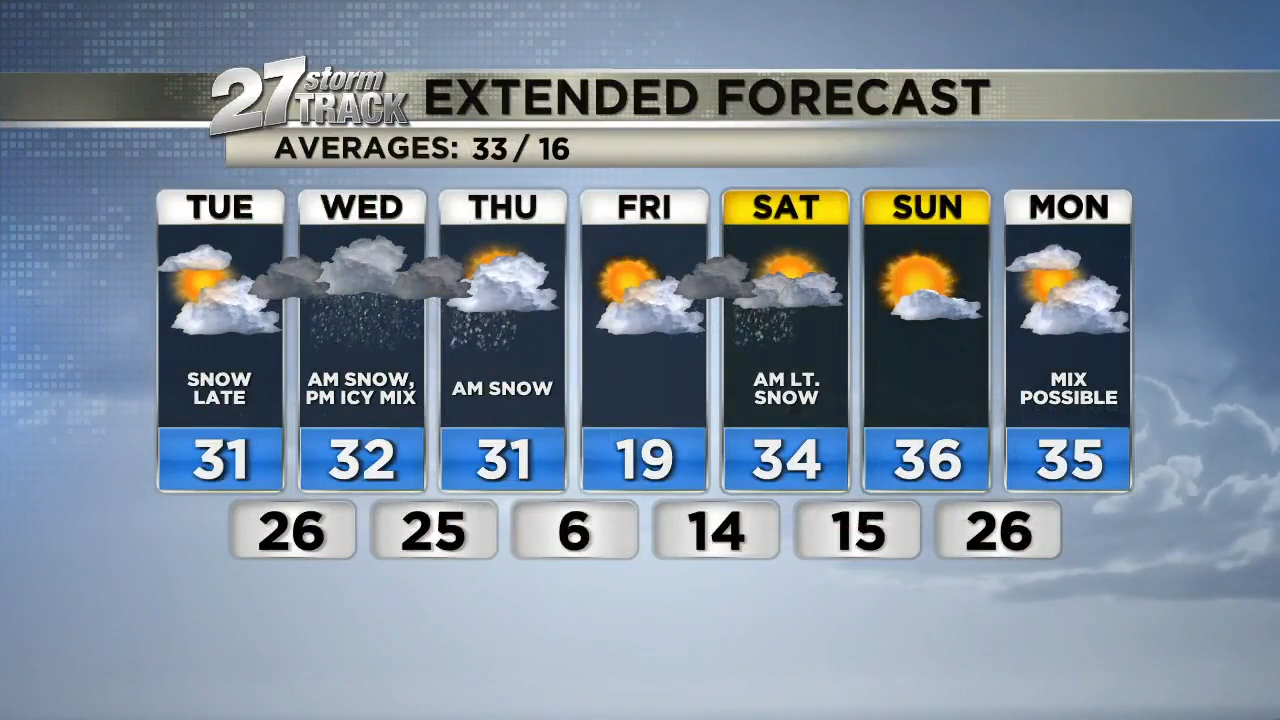 27 storm TRACK EXTENDED FORECAST
AVERAGES: 33 / 16
TUE WED THU FRI SAT SUN MON
SNOW LATE
AM SNOW, PM ICY MIX
AM SNOW
AM LT. SNOW
MIX POSSIBLE
31 32 31 19 34 36 35
26 25 6 14 15 26